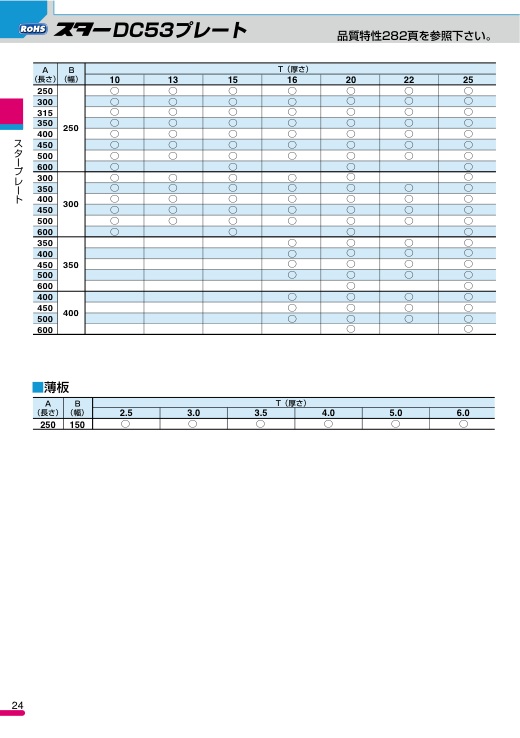 RoHS スターDC53プレート 品質特性282頁を参照下さい。
A（長さ） B（幅） T（厚さ）
10 13 15 16 20 22 25
250 ○ ○ ○ ○ ○ ○ ○
300 ○ ○ ○ ○ ○ ○ ○
315 ○ ○ ○ ○ ○ ○ ○
350 ○ ○ ○ ○ ○ ○ ○
250
400 ○ ○ ○ ○ ○ ○ ○
450 ○ ○ ○ ○ ○ ○ ○
500 ○ ○ ○ ○ ○ ○ ○
600 ○ ○ ○ ○
300 ○ ○ ○ ○ ○ ○
350 ○ ○ ○ ○ ○ ○ ○
400 ○ ○ ○ ○ ○ ○ ○
300
450 ○ ○ ○ ○ ○ ○ ○
500 ○ ○ ○ ○ ○ ○ ○
600 ○ ○ ○ ○
350 ○ ○ ○ ○
400 ○ ○ ○ ○
450 350 ○ ○ ○ ○
500 ○ ○ ○ ○
600 ○ ○
400 ○ ○ ○ ○
450 ○ ○ ○ ○
400
500 ○ ○ ○ ○
600 ○ ○
スタープレート
■薄板
A（長さ） B（幅） T（厚さ）
2.5 3.0 3.5 4.0 5.0 6.0
250 150 ○ ○ ○ ○ ○ ○
24